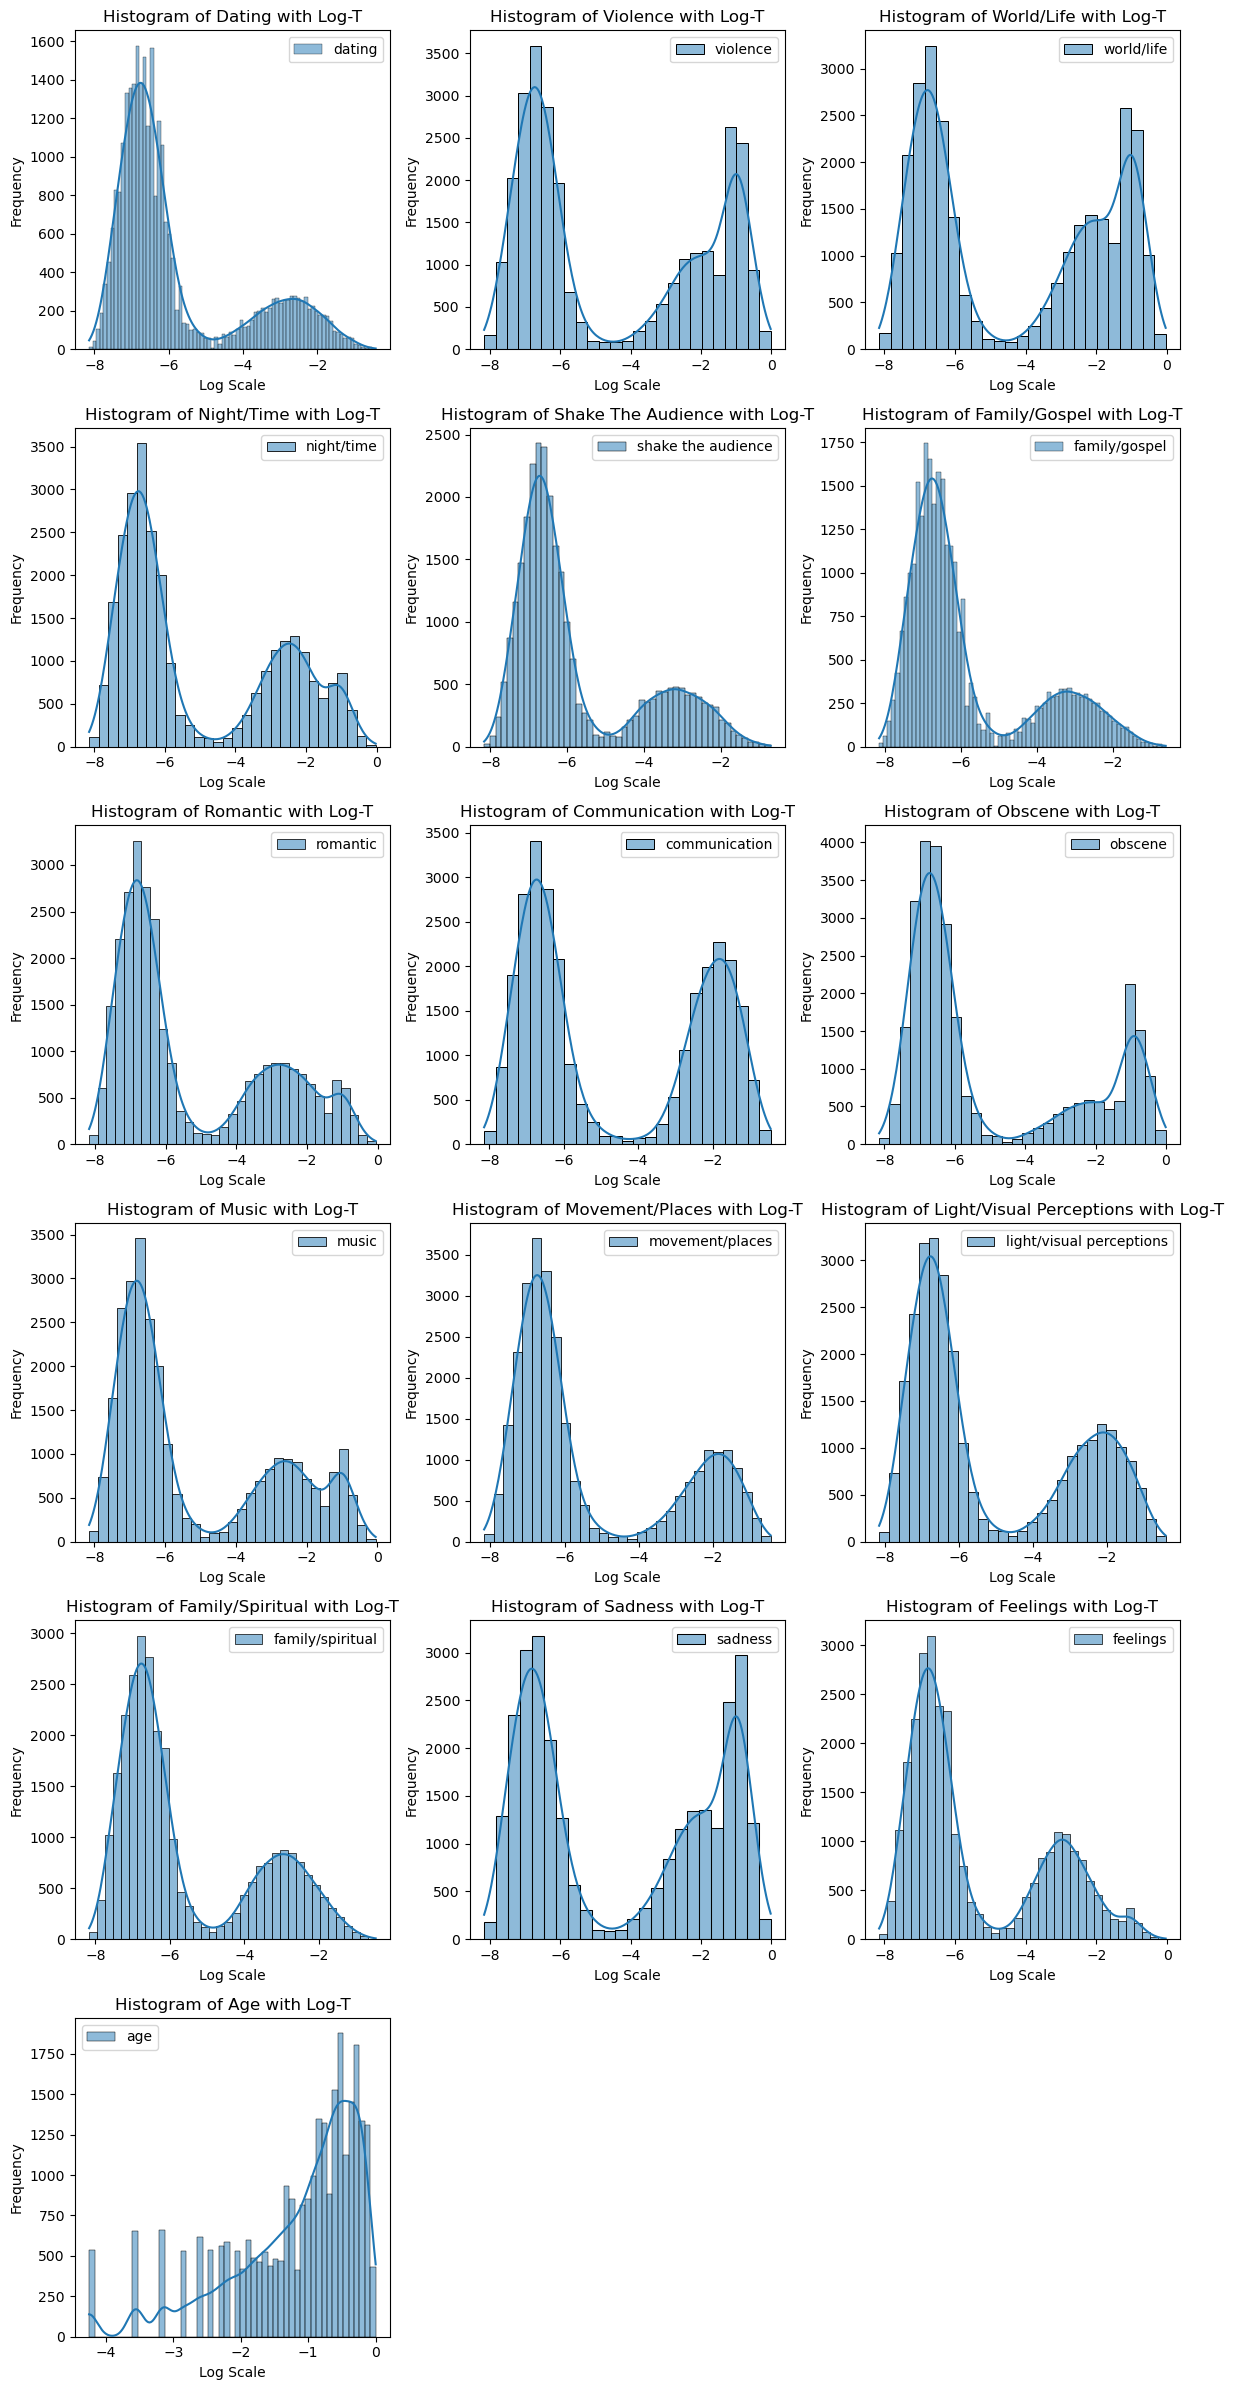 Histogram of Dating with Log-T
dating
1600
1400
1200
1000
800
600
400
200
0
Frequency
−8 −6 −4 −2
Log Scale
Histogram of Violence with Log-T
violence
3500
3000
2500
2000
1500
1000
500
0
Frequency
−8 −6 −4 −2 0
Log Scale
Histogram of World/Life with Log-T
world/life
3000
2500
2000
1500
1000
500
0
Frequency
−8 −6 −4 −2 0
Log Scale
Histogram of Night/Time with Log-T
night/time
3500
3000
2500
2000
1500
1000
500
0
Frequency
−8 −6 −4 −2 0
Log Scale
Histogram of Shake The Audience with Log-T
shake the audience
2500
2000
1500
1000
500
0
Frequency
−8 −6 −4 −2
Log Scale
Histogram of Family/Gospel with Log-T
family/gospel
1750
1500
1250
1000
750
500
250
0
Frequency
−8 −6 −4 −2
Log Scale
Histogram of Romantic with Log-T
romantic
3000
2500
2000
1500
1000
500
0
Frequency
−8 −6 −4 −2 0
Log Scale
Histogram of Communication with Log-T
communication
3500
3000
2500
2000
1500
1000
500
0
Frequency
−8 −6 −4 −2
Log Scale
Histogram of Obscene with Log-T
obscene
4000
3500
3000
2500
2000
1500
1000
500
0
Frequency
−8 −6 −4 −2 0
Log Scale
Histogram of Music with Log-T
music
3500
3000
2500
2000
1500
1000
500
0
Frequency
−8 −6 −4 −2 0
Log Scale
Histogram of Movement/Places with Log-T
movement/places
3500
3000
2500
2000
1500
1000
500
0
Frequency
−8 −6 −4 −2
Log Scale
Histogram of Light/Visual Perceptions with Log-T
light/visual perceptions
3000
2500
2000
1500
1000
500
0
Frequency
−8 −6 −4 −2
Log Scale
Histogram of Family/Spiritual with Log-T
family/spiritual
3000
2500
2000
1500
1000
500
0
Frequency
−8 −6 −4 −2
Log Scale
Histogram of Sadness with Log-T
sadness
3000
2500
2000
1500
1000
500
0
Frequency
−8 −6 −4 −2 0
Log Scale
Histogram of Feelings with Log-T
feelings
3000
2500
2000
1500
1000
500
0
Frequency
−8 −6 −4 −2 0
Log Scale
Histogram of Age with Log-T
age
1750
1500
1250
1000
750
500
250
0
Frequency
−4 −3 −2 −1 0
Log Scale